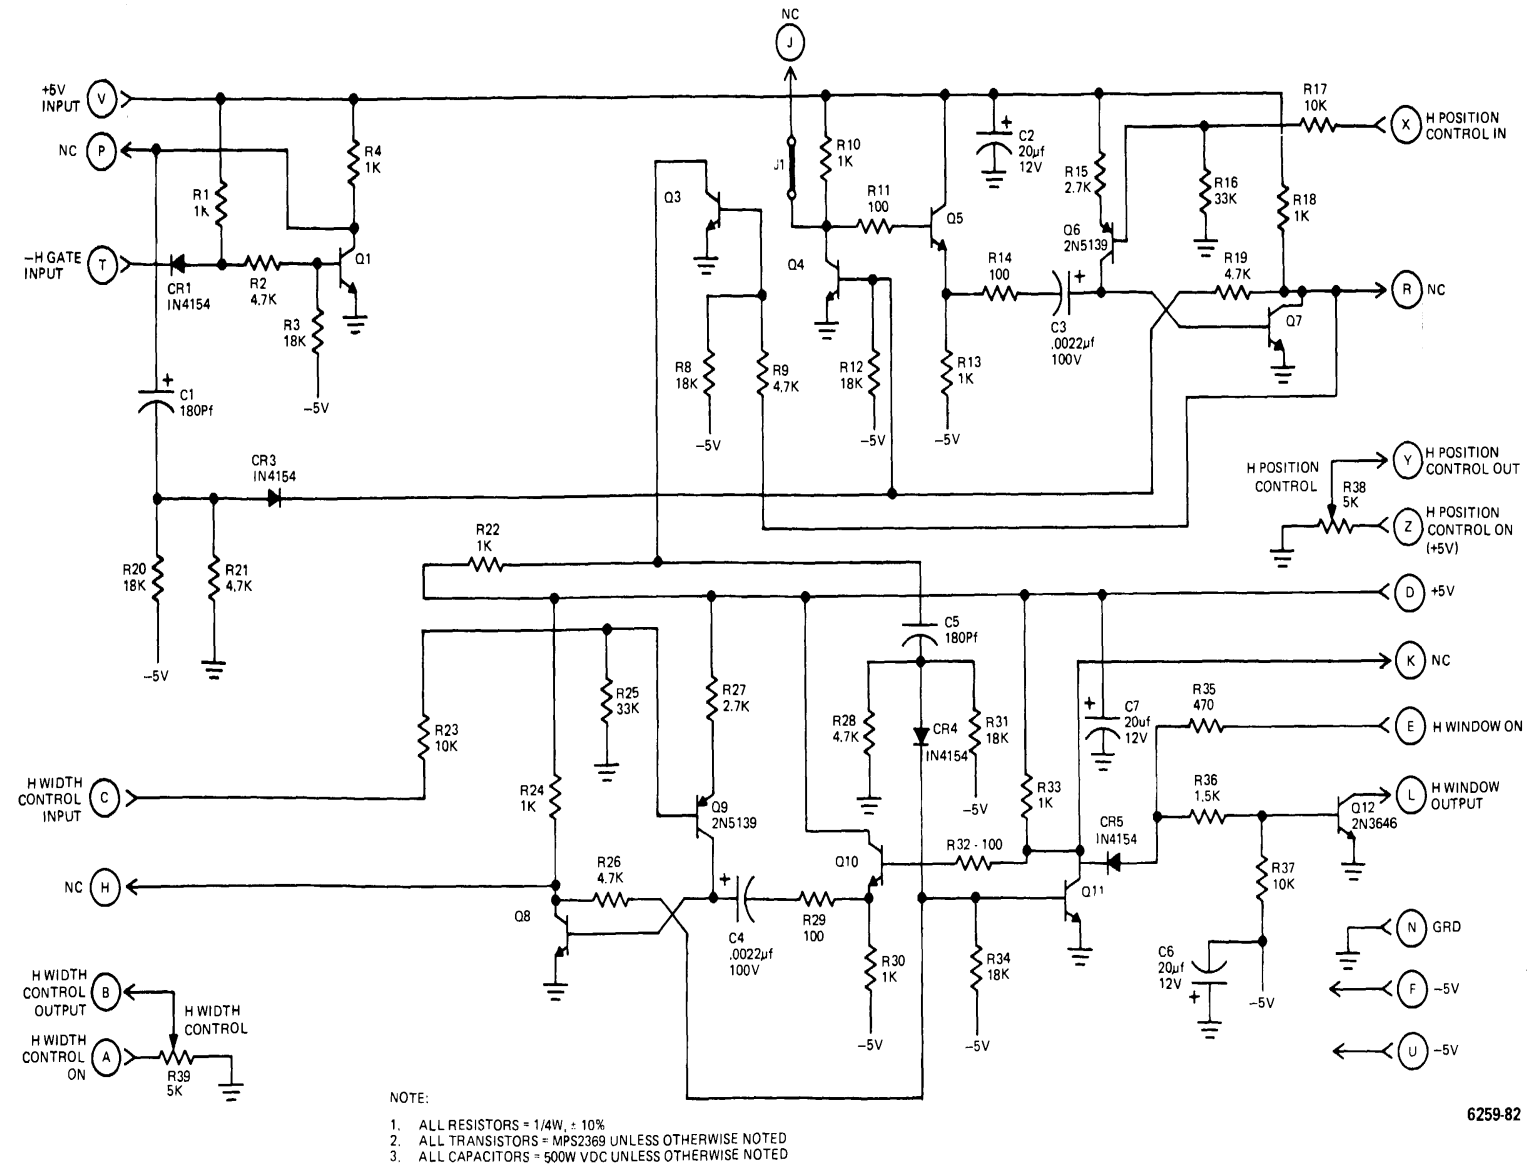 NC
J
+5V
INPUT
V
NC
P
R1
1K
R4
1K
-H GATE
INPUT
T
CR1
IN4154
R2
4.7K
Q1
R3
18K
-5V
C1
180Pf
J1
R10
1K
R11
100
Q3
Q4
Q5
C2
20µf
12V
+
R15
2.7K
Q6
2N5139
R16
33K
R17
10K
X
H POSITION
CONTROL IN
R18
1K
R19
4.7K
R
NC
Q7
R14
100
+
C3
.0022µf
100V
R8
18K
-5V
R9
4.7K
R12
18K
-5V
R13
1K
-5V
+
CR3
IN4154
R20
18K
-5V
R21
4.7K
H POSITION
CONTROL
R38
5K
Y
H POSITION
CONTROL OUT
Z
H POSITION
CONTROL ON
(+5V)
R22
1K
D
+5V
C5
180Pf
K
NC
R23
10K
R25
33K
R27
2.7K
R28
4.7K
CR4
IN4154
R31
18K
-5V
+
C7
20uf
12V
R35
470
E
H WINDOW ON
H WIDTH
CONTROL
INPUT
C
R24
1K
Q9
2N5139
R33
1K
R36
1.5K
L
H WINDOW
OUTPUT
Q12
2N3646
CR5
IN4154
Q10
R32 - 100
NC
H
R26
4.7K
Q8
+
C4
.0022µf
100V
R29
100
R30
1K
-5V
R34
18K
-5V
Q11
R37
10K
-5V
C6
20µf
12V
+
N
GRD
F
-5V
U
-5V
H WIDTH
CONTROL
OUTPUT
B
H WIDTH
CONTROL
H WIDTH
CONTROL
ON
A
R39
5K
NOTE:
1. ALL RESISTORS = 1/4W, ± 10%
2. ALL TRANSISTORS = MPS2369 UNLESS OTHERWISE NOTED
3. ALL CAPACITORS = 500W VDC UNLESS OTHERWISE NOTED
6259-82